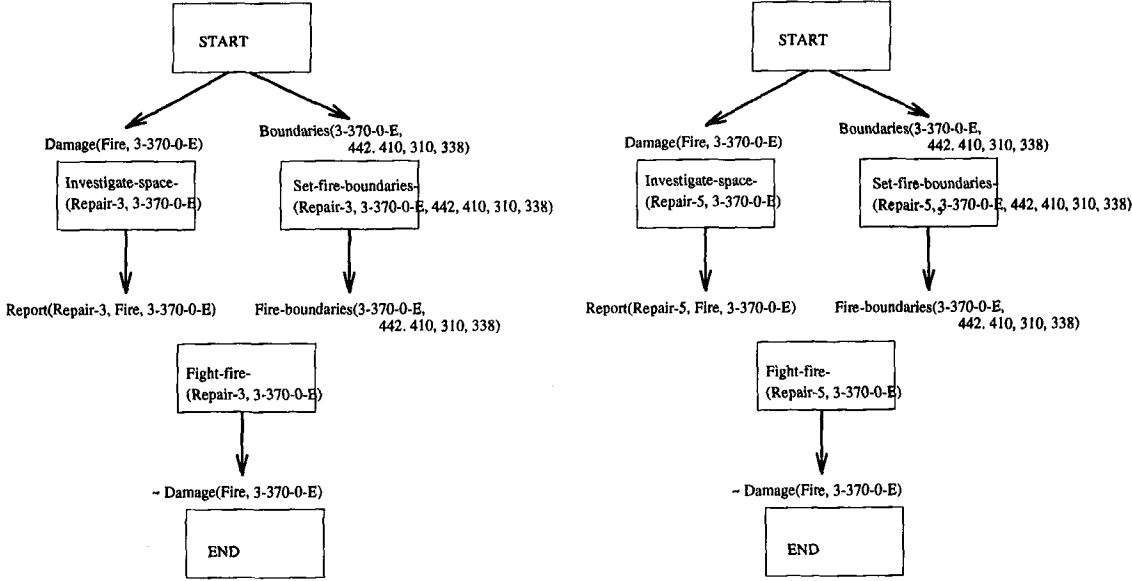 START
Damage(Fire, 3-370-0-E)
Boundaries(3-370-0-E,
442. 410, 310, 338)
Investigate-space-
(Repair-3, 3-370-0-E)
Set-fire-boundaries-
(Repair-3, 3-370-0-E, 442, 410, 310, 338)
Report(Repair-3, Fire, 3-370-0-E)
Fire-boundaries(3-370-0-E,
442. 410, 310, 338)
Fight-fire-
(Repair-3, 3-370-0-E)
~ Damage(Fire, 3-370-0-E)
END
START
Damage(Fire, 3-370-0-E)
Boundaries(3-370-0-E,
442. 410, 310, 338)
Investigate-space-
(Repair-5, 3-370-0-E)
Set-fire-boundaries-
(Repair-5, 3-370-0-E, 442, 410, 310, 338)
Report(Repair-5, Fire, 3-370-0-E)
Fire-boundaries(3-370-0-E,
442. 410, 310, 338)
Fight-fire-
(Repair-5, 3-370-0-E)
~ Damage(Fire, 3-370-0-E)
END